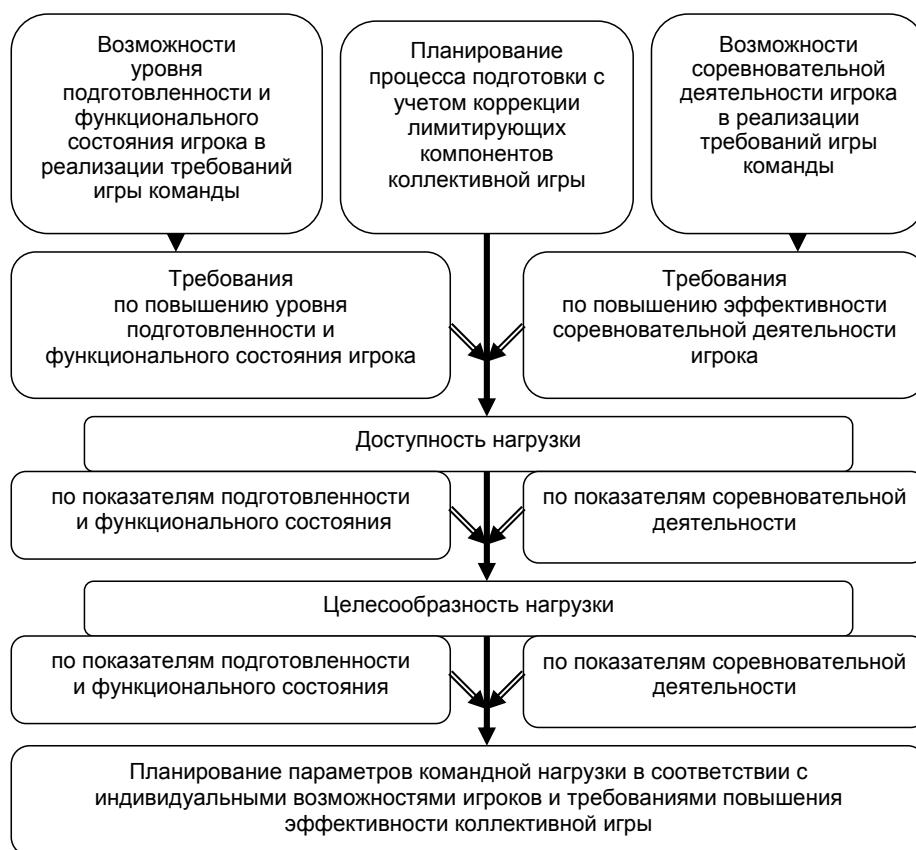 Возможности
уровня
подготовленности и
функционального
состояния игрока в
реализации требований
игры команды
Планирование
процесса подготовки с
учетом коррекции
лимитирующих
компонентов
коллективной игры
Возможности
соревновательной
деятельности игрока
в реализации
требований игры
команды
Требования
по повышению уровня
подготовленности и
функционального состояния игрока
Требования
по повышению эффективности
соревновательной деятельности
игрока
Доступность нагрузки
по показателям подготовленности
и функционального состояния
по показателям соревновательной
деятельности
Целесообразность нагрузки
по показателям подготовленности
и функционального состояния
по показателям соревновательной
деятельности
Планирование параметров командной нагрузки в соответствии с
индивидуальными возможностями игроков и требованиями повышения
эффективности коллективной игры